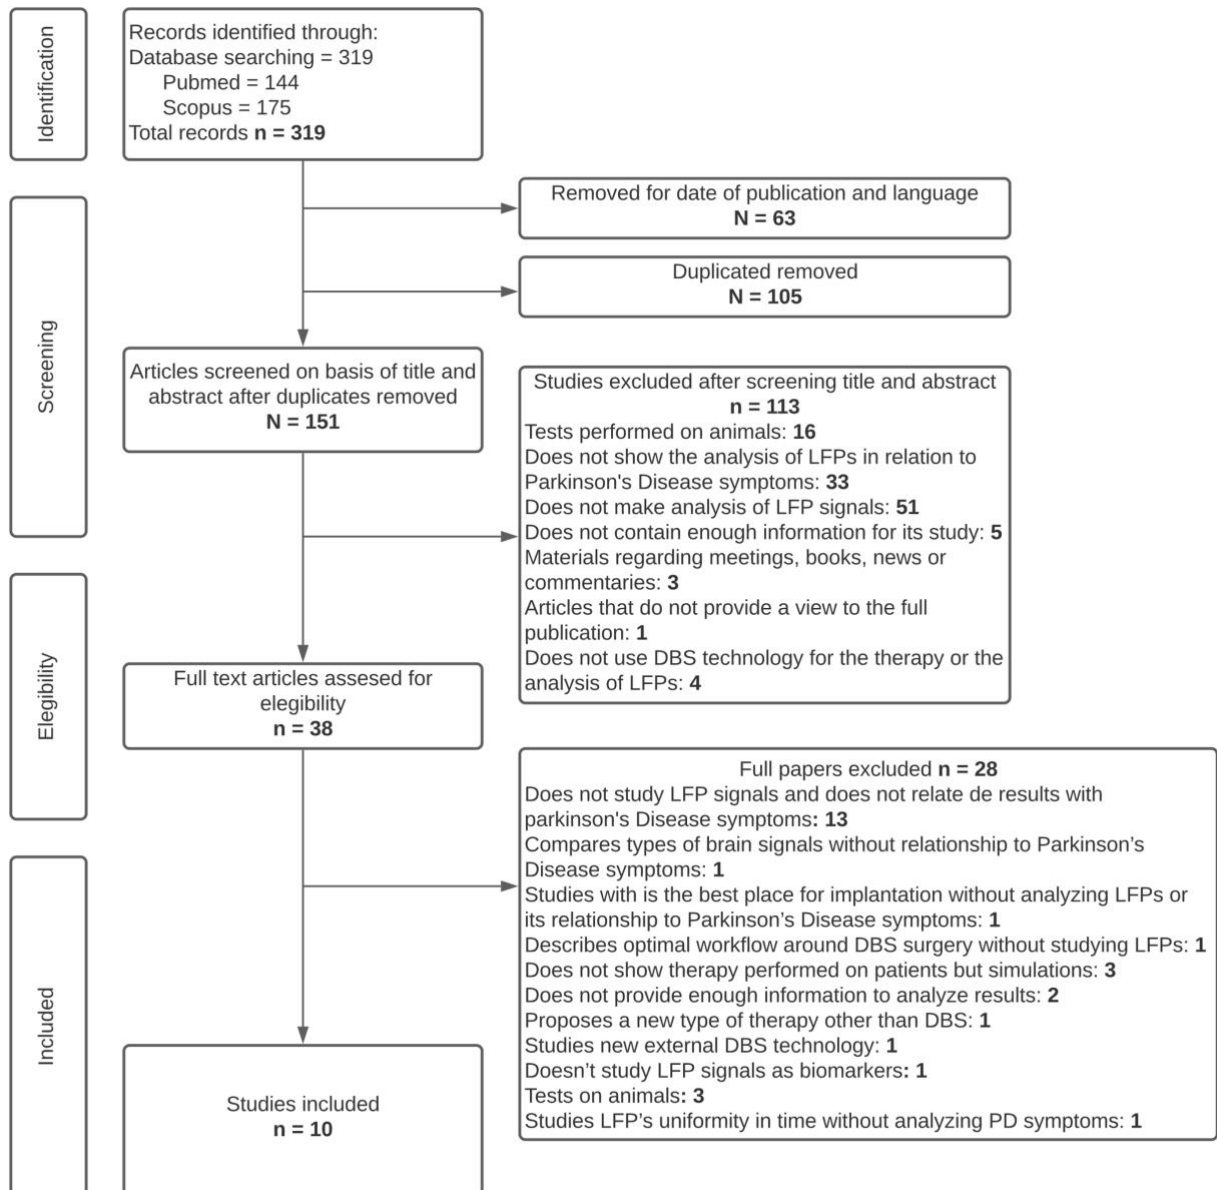 Identification
Records identified through:
Database searching = 319
Pubmed = 144
Scopus = 175
Total records n = 319
Screening
Removed for date of publication and language
N = 63
Duplicated removed
N = 105
Articles screened on basis of title and
abstract after duplicates removed
N = 151
Studies excluded after screening title and abstract
n = 113
Tests performed on animals: 16
Does not show the analysis of LFPs in relation to
Parkinson's Disease symptoms: 33
Does not make analysis of LFP signals: 51
Does not contain enough information for its study: 5
Materials regarding meetings, books, news or
commentaries: 3
Articles that do not provide a view to the full
publication: 1
Does not use DBS technology for the therapy or the
analysis of LFPs: 4
Elegibility
Full text articles assesed for
elegibility
n = 38
Full papers excluded n = 28
Does not study LFP signals and does not relate de results with
parkinson's Disease symptoms: 13
Compares types of brain signals without relationship to Parkinson’s
Disease symptoms: 1
Studies with is the best place for implantation without analyzing LFPs or
its relationship to Parkinson’s Disease symptoms: 1
Describes optimal workflow around DBS surgery without studying LFPs: 1
Does not show therapy performed on patients but simulations: 3
Does not provide enough information to analyze results: 2
Proposes a new type of therapy other than DBS: 1
Studies new external DBS technology: 1
Doesn’t study LFP signals as biomarkers: 1
Tests on animals: 3
Studies LFP’s uniformity in time without analyzing PD symptoms: 1
Included
Studies included
n = 10